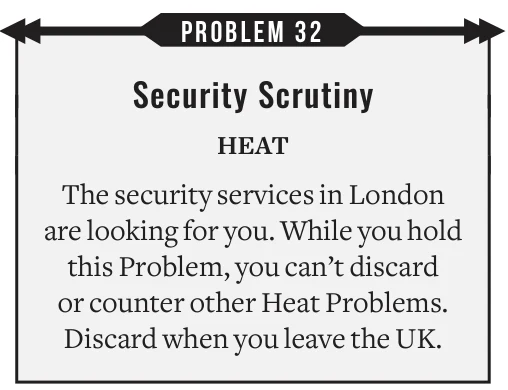 PROBLEM 32
Security Scrutiny
HEAT
The security services in London
are looking for you. While you hold
this Problem, you can’t discard
or counter other Heat Problems.
Discard when you leave the UK.